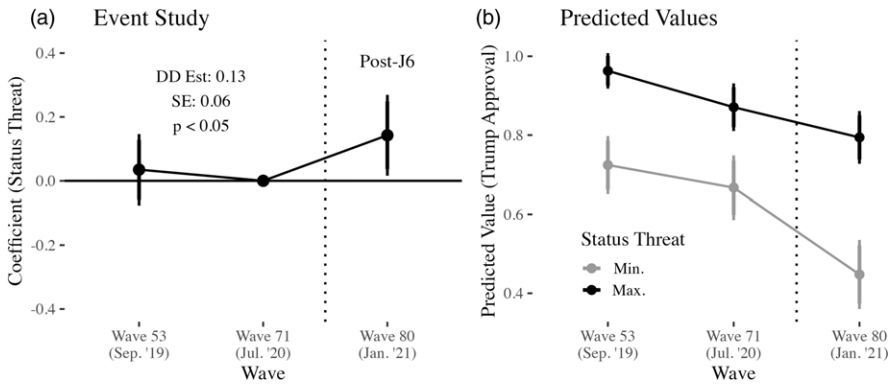 (a) Event Study
0.4
0.2
0.0
-0.2
-0.4
Coefficient (Status Threat)
DD Est: 0.13
SE: 0.06
p < 0.05
Post-J6
Wave 53
(Sep. '19)
Wave 71
(Jul. '20)
Wave 80
(Jan. '21)
Wave
(b) Predicted Values
1.0
0.8
0.6
0.4
Predicted Value (Trump Approval)
Status Threat
Min.
Max.
Wave 53
(Sep. '19)
Wave 71
(Jul. '20)
Wave 80
(Jan. '21)
Wave